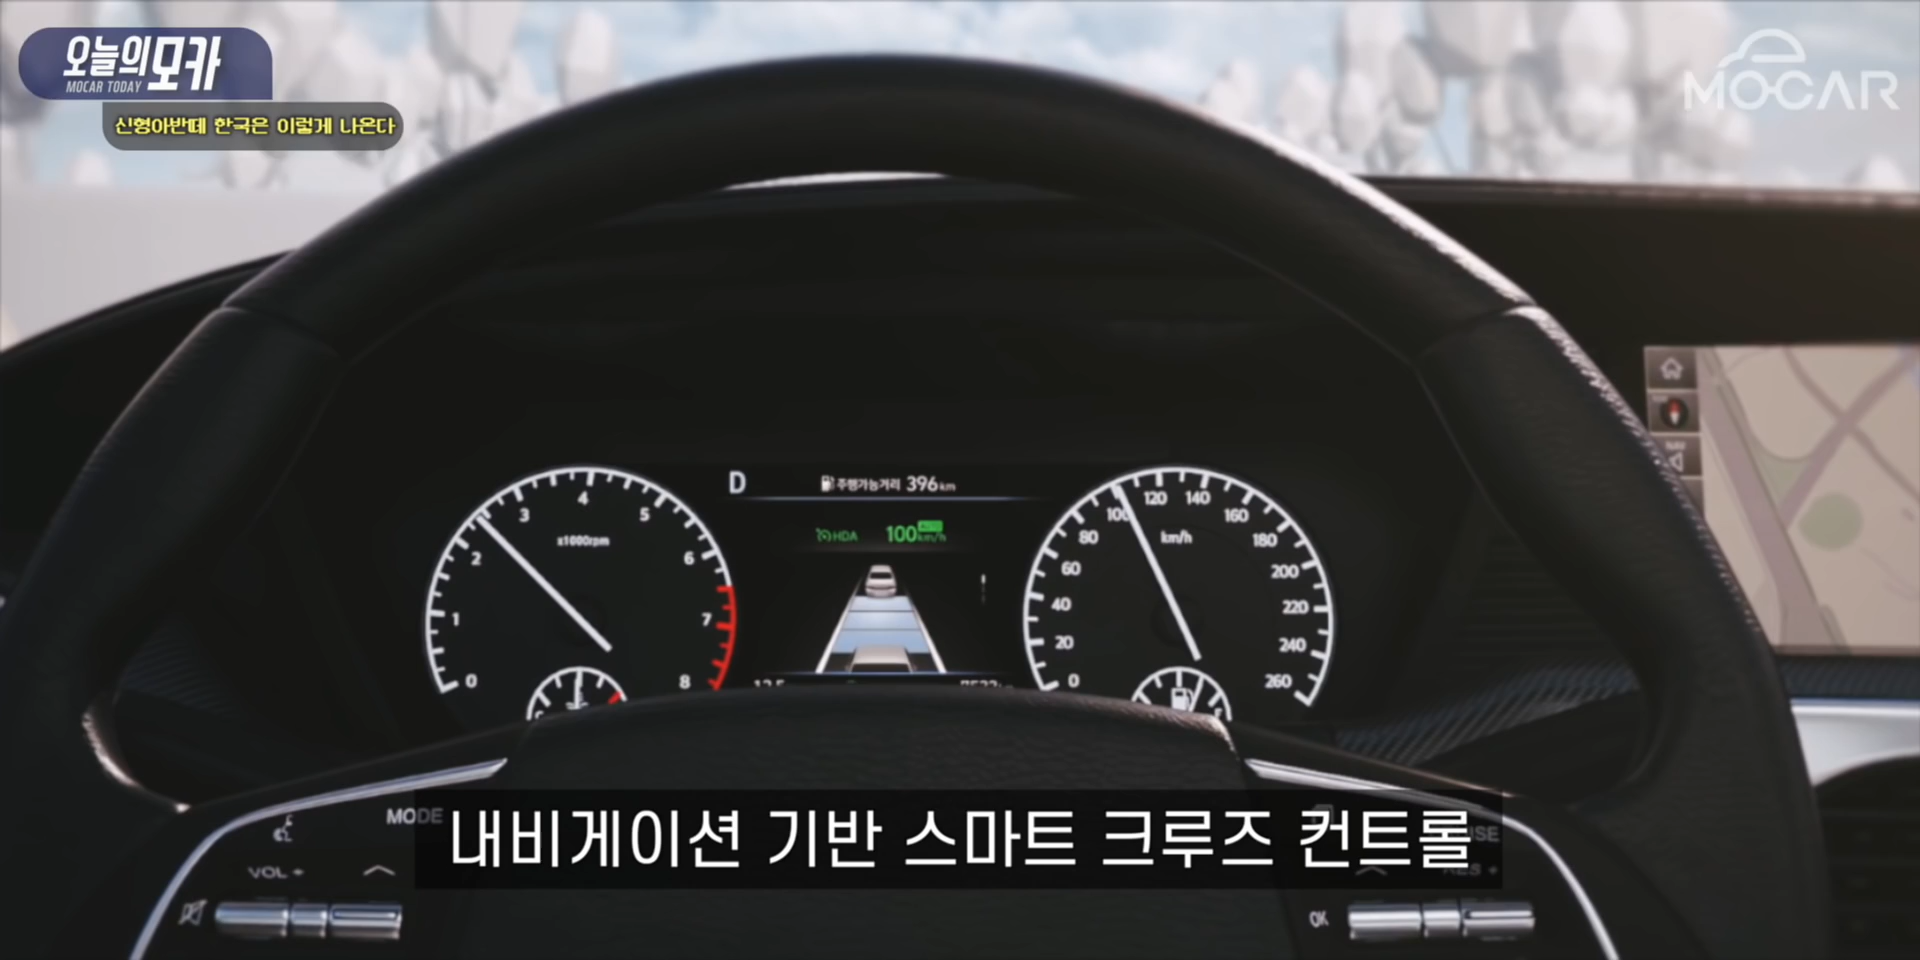 오늘의모카
MOCAR TODAY
신형아반떼 한국은 이렇게 나온다
MOCAR
D
주행가능거리 396km
HDA 100km/h
AUTO
0 1 2 3 4 5 6 7 8
x1000rpm
0 20 40 60 80 100 120 140 160 180 200 220 240 260
km/h
MODE
VOL +
OK
내비게이션 기반 스마트 크루즈 컨트롤